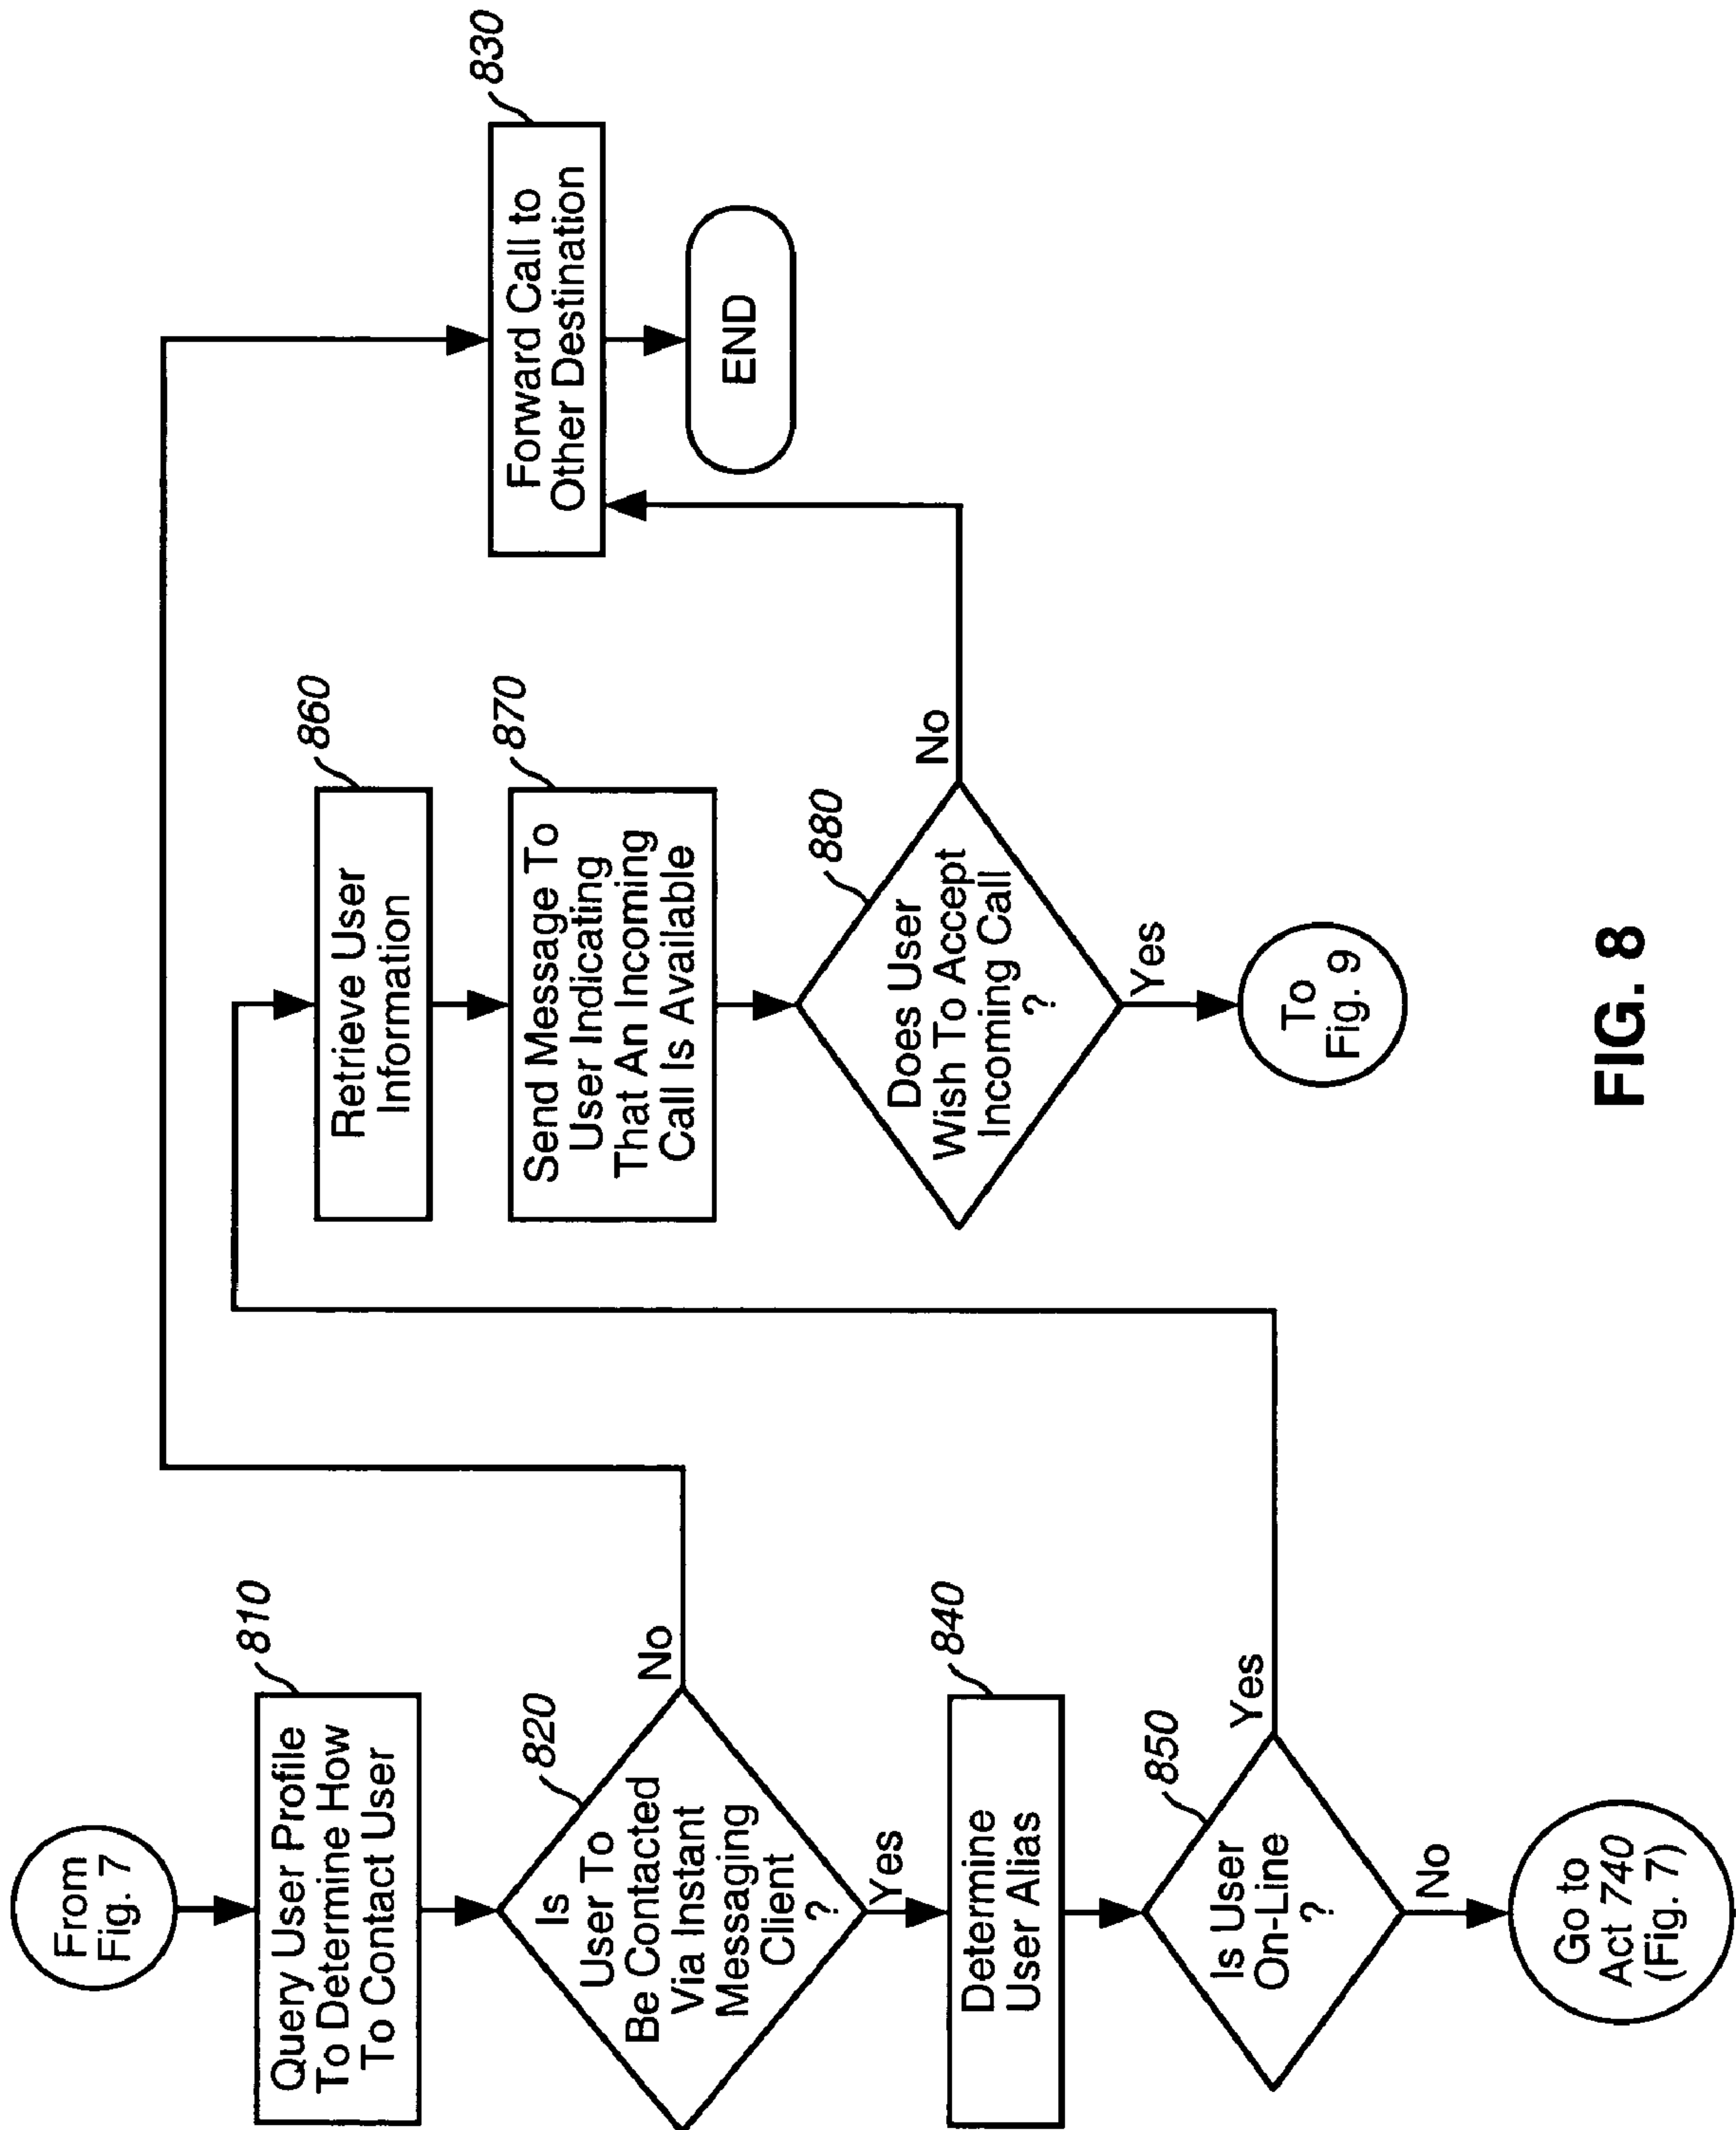 From
Fig. 7
810
Query User Profile
To Determine How
To Contact User
820
Is
User To
Be Contacted
Via Instant
Messaging
Client
?
No
Yes
840
Determine
User Alias
850
Is User
On-Line
?
Yes
No
Go to
Act 740
(Fig. 7)
860
Retrieve User
Information
870
Send Message To
User Indicating
That An Incoming
Call Is Available
880
Does User
Wish To Accept
Incoming Call
?
No
Yes
To
Fig. 9
830
Forward Call to
Other Destination
END
FIG. 8